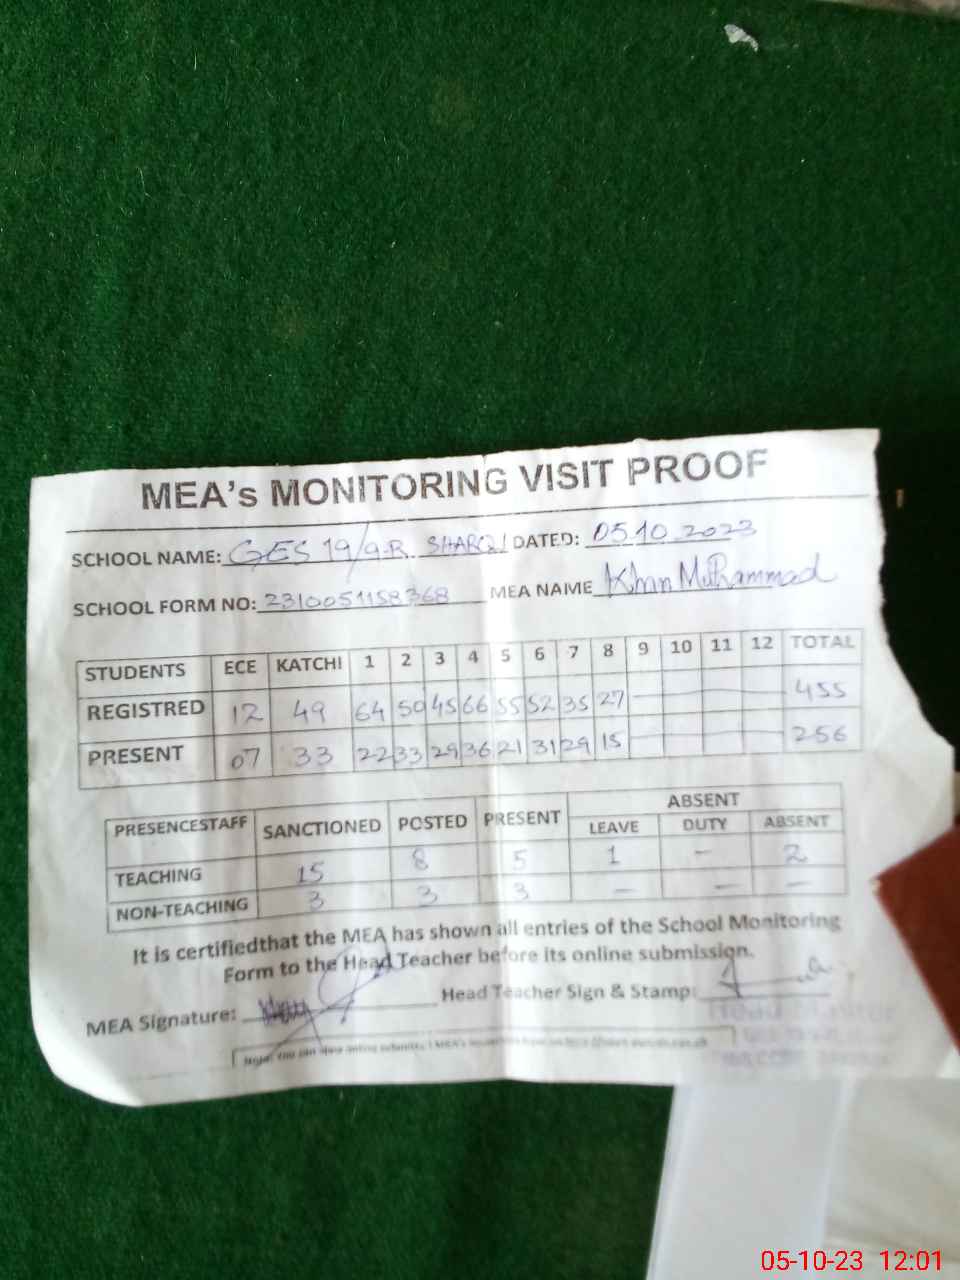 MEA's MONITORING VISIT PROOF
SCHOOL NAME: GES 19/9.R SHARQI DATED: 05.10.2023
SCHOOL FORM NO: 2310051158368 MEA NAME Khan Muhammad
STUDENTS ECE KATCHI 1 2 3 4 5 6 7 8 9 10 11 12 TOTAL
REGISTRED 12 49 64 50 45 66 55 52 35 27 455
PRESENT 07 33 22 33 29 36 21 31 29 15 256
PRESENCESTAFF SANCTIONED POSTED PRESENT ABSENT
LEAVE DUTY ABSENT
TEACHING 15 8 5 1 - 2
NON-TEACHING 3 3 3 - - -
It is certifiedthat the MEA has shown all entries of the School Monitoring
Form to the Head Teacher before its online submission.
MEA Signature: Head Teacher Sign & Stamp:
Head Master
05-10-23 12:01